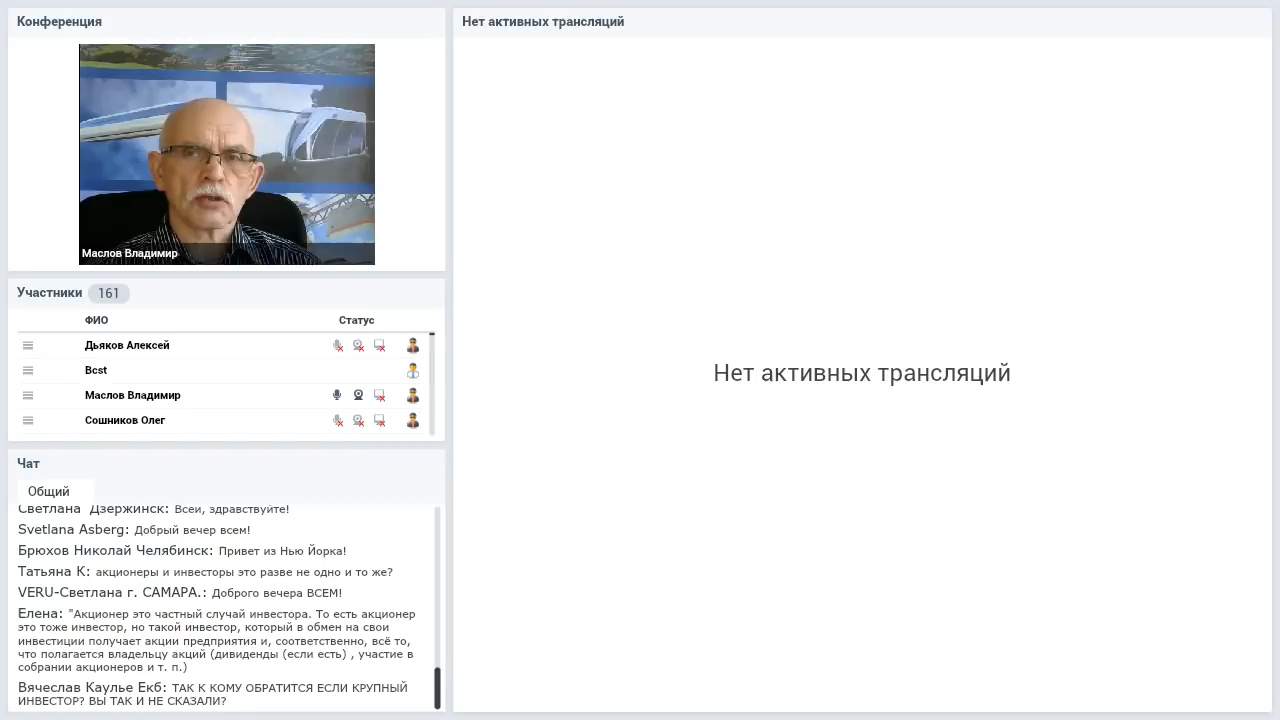 Конференция
Маслов Владимир
Участники 161
ФИО Статус
Дьяков Алексей
Bcst
Маслов Владимир
Сошников Олег
Чат
Общий
Светлана Дзержинск: Всеи, здравствуйте!
Svetlana Asberg: Добрый вечер всем!
Брюхов Николай Челябинск: Привет из Нью Йорка!
Татьяна К: акционеры и инвесторы это разве не одно и то же?
VERU-Светлана г. САМАРА.: Доброго вечера ВСЕМ!
Елена: "Акционер это частный случай инвестора. То есть акционер
это тоже инвестор, но такой инвестор, который в обмен на свои
инвестиции получает акции предприятия и, соответственно, всё то,
что полагается владельцу акций (дивиденды (если есть) , участие в
собрании акционеров и т. п.)
Вячеслав Каулье Екб: ТАК К КОМУ ОБРАТИТСЯ ЕСЛИ КРУПНЫЙ
ИНВЕСТОР? ВЫ ТАК И НЕ СКАЗАЛИ?
Нет активных трансляций
Нет активных трансляций